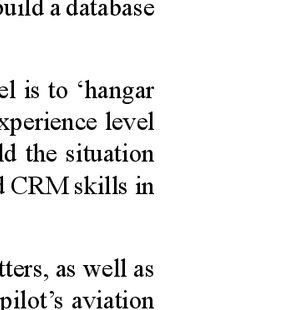 build a database
el is to ‘hangar
xperience level
ld the situation
d CRM skills in
tters, as well as
pilot’s aviation